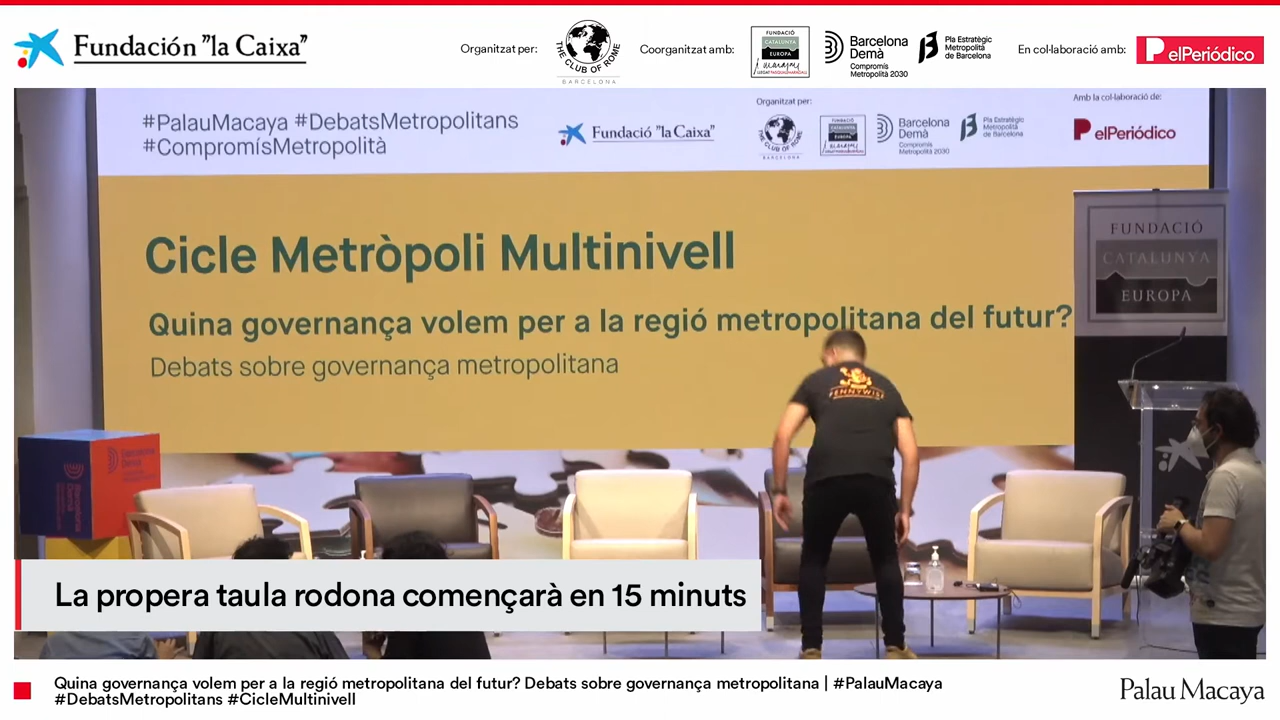 Fundación "la Caixa"
Organitzat per:
THE CLUB OF ROME
BARCELONA
Coorganitzat amb:
FUNDACIÓ
CATALUNYA
EUROPA
Barcelona
Demà
Compromís
Metropolità 2030
Pla Estratègic
Metropolità
de Barcelona
En col·laboració amb:
elPeriódico
#PalauMacaya #DebatsMetropolitans
#CompromísMetropolità
Fundació "la Caixa"
Organitzat per:
Barcelona
Demà
Compromís
Metropolità 2030
Pla Estratègic
Metropolità
de Barcelona
Amb la col·laboració de:
elPeriódico
Cicle Metròpoli Multinivell
Quina governança volem per a la regió metropolitana del futur?
Debats sobre governança metropolitana
FUNDACIÓ
CATALUNYA
EUROPA
PENNYWISE
Barcelona
Demà
La propera taula rodona començarà en 15 minuts
Quina governança volem per a la regió metropolitana del futur? Debats sobre governança metropolitana | #PalauMacaya
#DebatsMetropolitans #CicleMultinivell
Palau Macaya